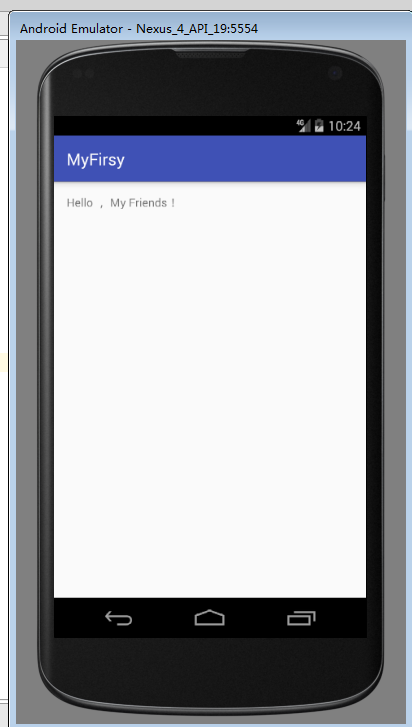 Android Emulator - Nexus_4_API_19:5554
4G 10:24
MyFirsy
Hello ，My Friends！